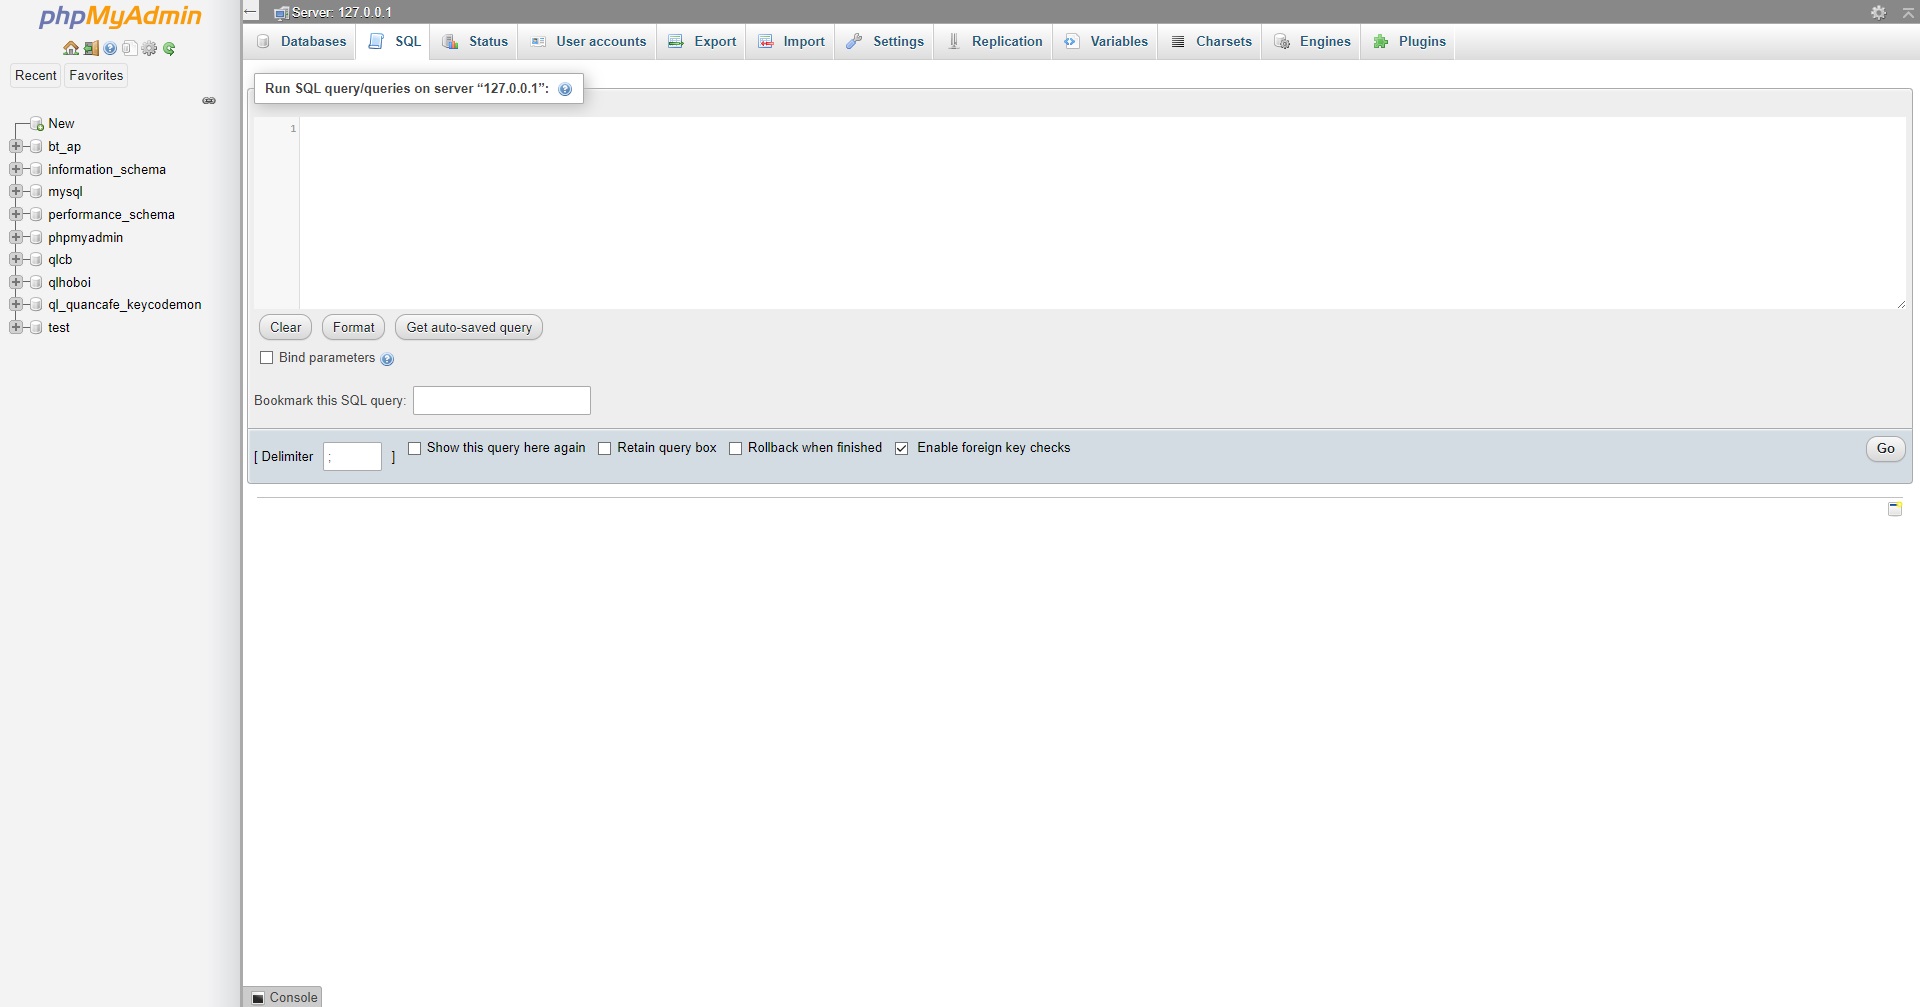 phpMyAdmin
Recent Favorites
New
bt_ap
information_schema
mysql
performance_schema
phpmyadmin
qlcb
qlhoboi
ql_quancafe_keycodemon
test
Server: 127.0.0.1
Databases SQL Status User accounts Export Import Settings Replication Variables Charsets Engines Plugins
Run SQL query/queries on server “127.0.0.1”:
1
Clear Format Get auto-saved query
Bind parameters
Bookmark this SQL query:
[ Delimiter ; ] Show this query here again Retain query box Rollback when finished Enable foreign key checks Go
Console